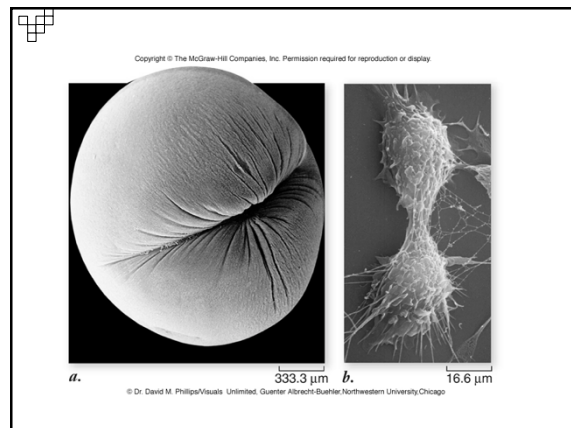 Copyright © The McGraw-Hill Companies, Inc. Permission required for reproduction or display.
a.
333.3 µm
b.
16.6 µm
© Dr. David M. Phillips/Visuals Unlimited, Guenter Albrecht-Buehler,Northwestern University,Chicago